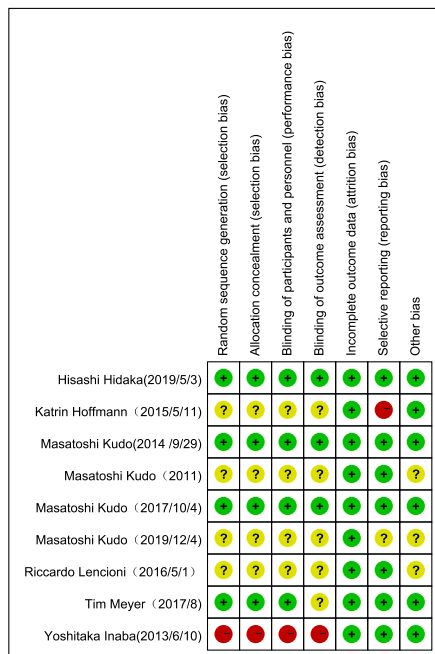 Random sequence generation (selection bias)
Allocation concealment (selection bias)
Blinding of participants and personnel (performance bias)
Blinding of outcome assessment (detection bias)
Incomplete outcome data (attrition bias)
Selective reporting (reporting bias)
Other bias
Hisashi Hidaka(2019/5/3) + + + + + + +
Katrin Hoffmann（2015/5/11) ? ? ? ? + - +
Masatoshi Kudo(2014 /9/29) + + + + + + +
Masatoshi Kudo（2011) ? ? ? ? + + ?
Masatoshi Kudo（2017/10/4) + + + + + + +
Masatoshi Kudo（2019/12/4) ? ? ? ? + ? ?
Riccardo Lencioni（2016/5/1） ? ? ? ? + + ?
Tim Meyer（2017/8) + + + ? + + +
Yoshitaka Inaba(2013/6/10) - - - - + + +